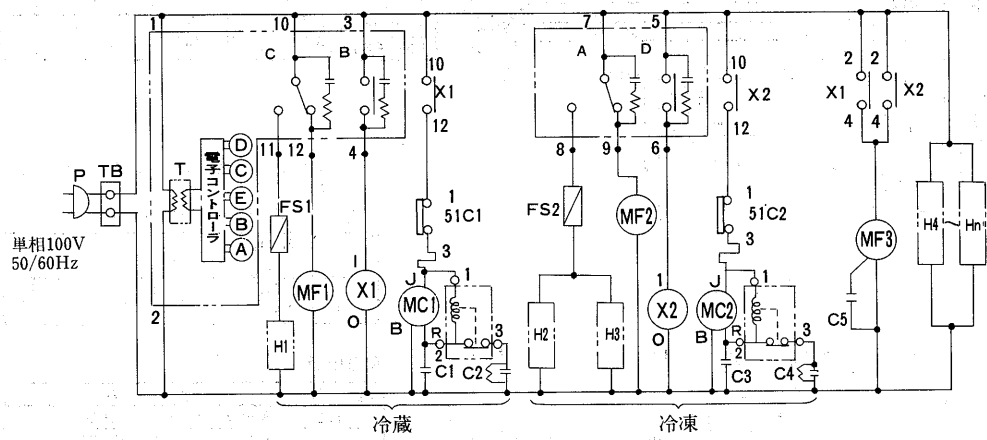 1
10
3
7
5
C
B
10
X1
12
A
D
10
X2
12
2
2
X1
X2
4
4
11
12
4
8
9
6
P
TB
T
電子コントローラ
D
C
E
B
A
単相100V
50/60Hz
2
FS1
MF1
H1
1
X1
O
1
51C1
3
J
MC1
B
1
R
2
3
C1
C2
FS2
MF2
H2
H3
1
X2
O
1
51C2
3
J
MC2
B
1
R
2
3
C3
C4
MF3
C5
H4
〜
Hn
冷蔵
冷凍